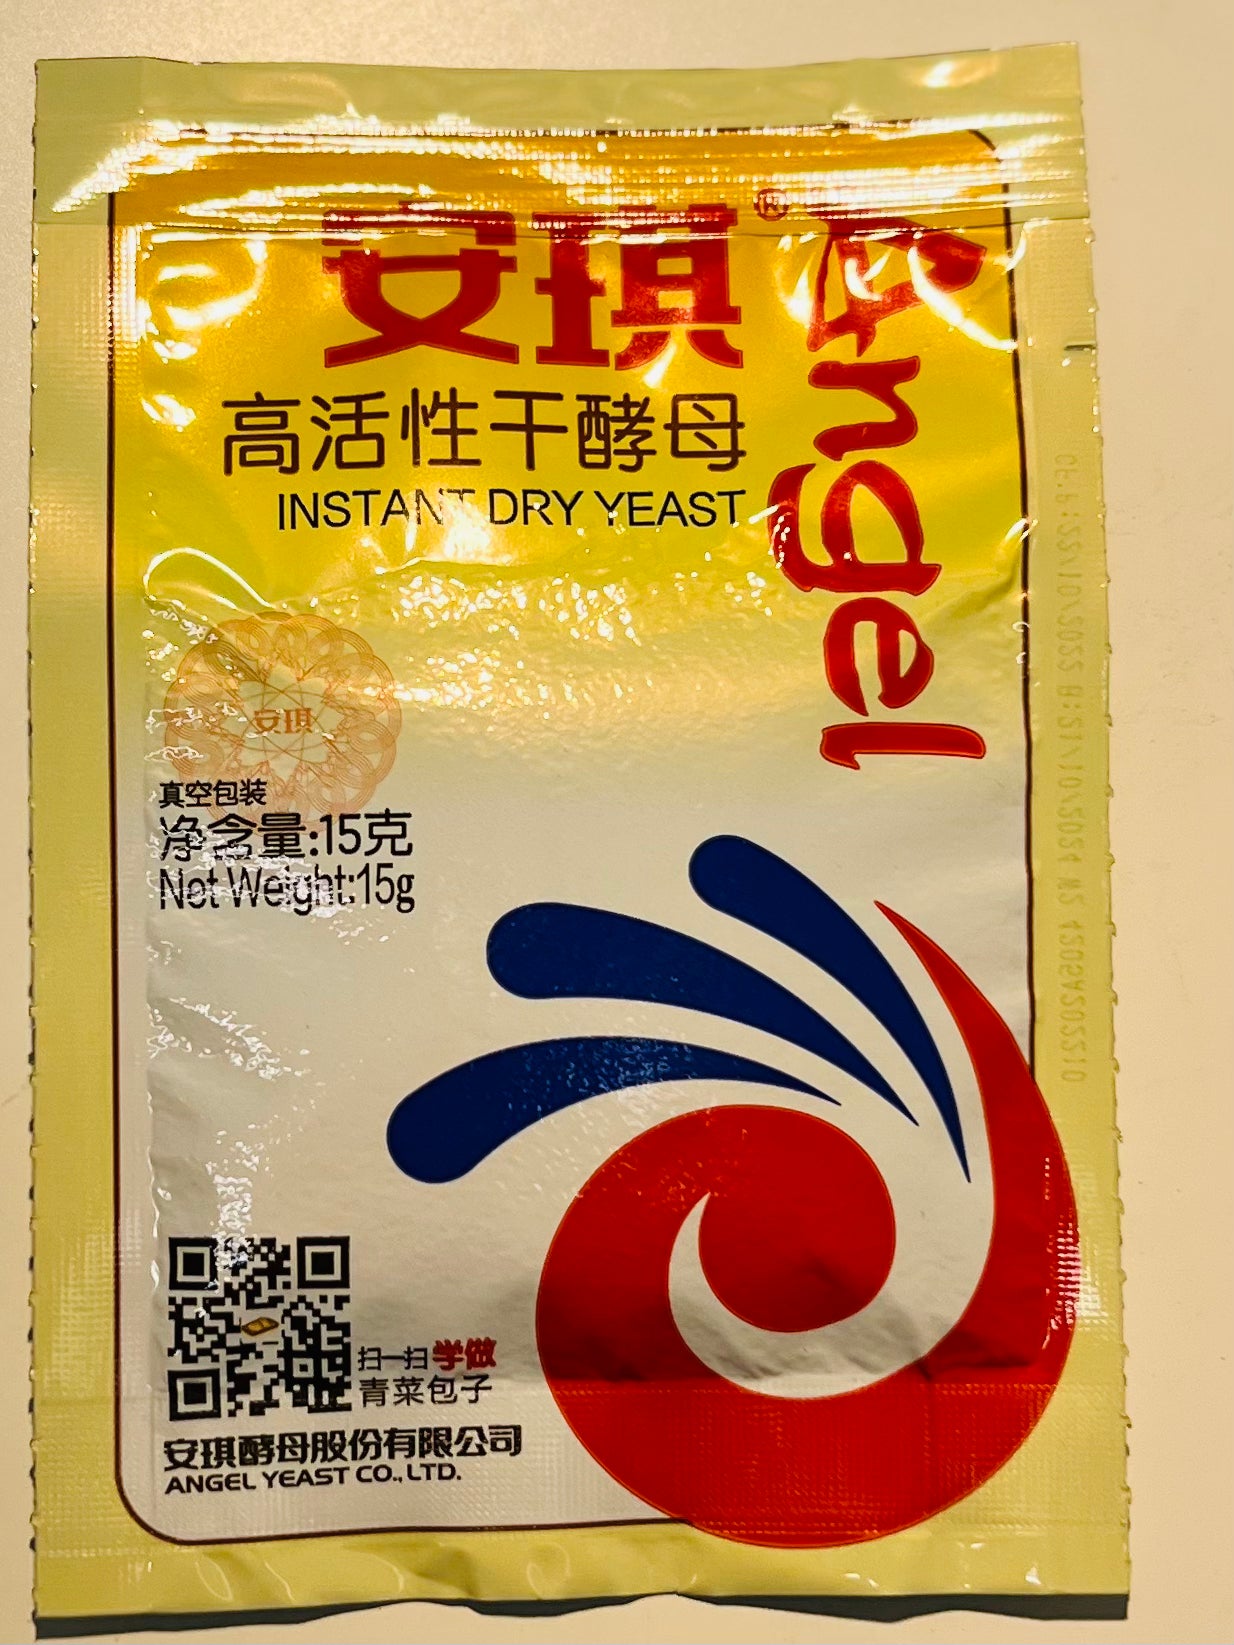 安琪®
Angel
高活性干酵母
INSTANT DRY YEAST
安琪
真空包装
净含量:15克
Net Weight:15g
扫一扫学做
青菜包子
安琪酵母股份有限公司
ANGEL YEAST CO., LTD.